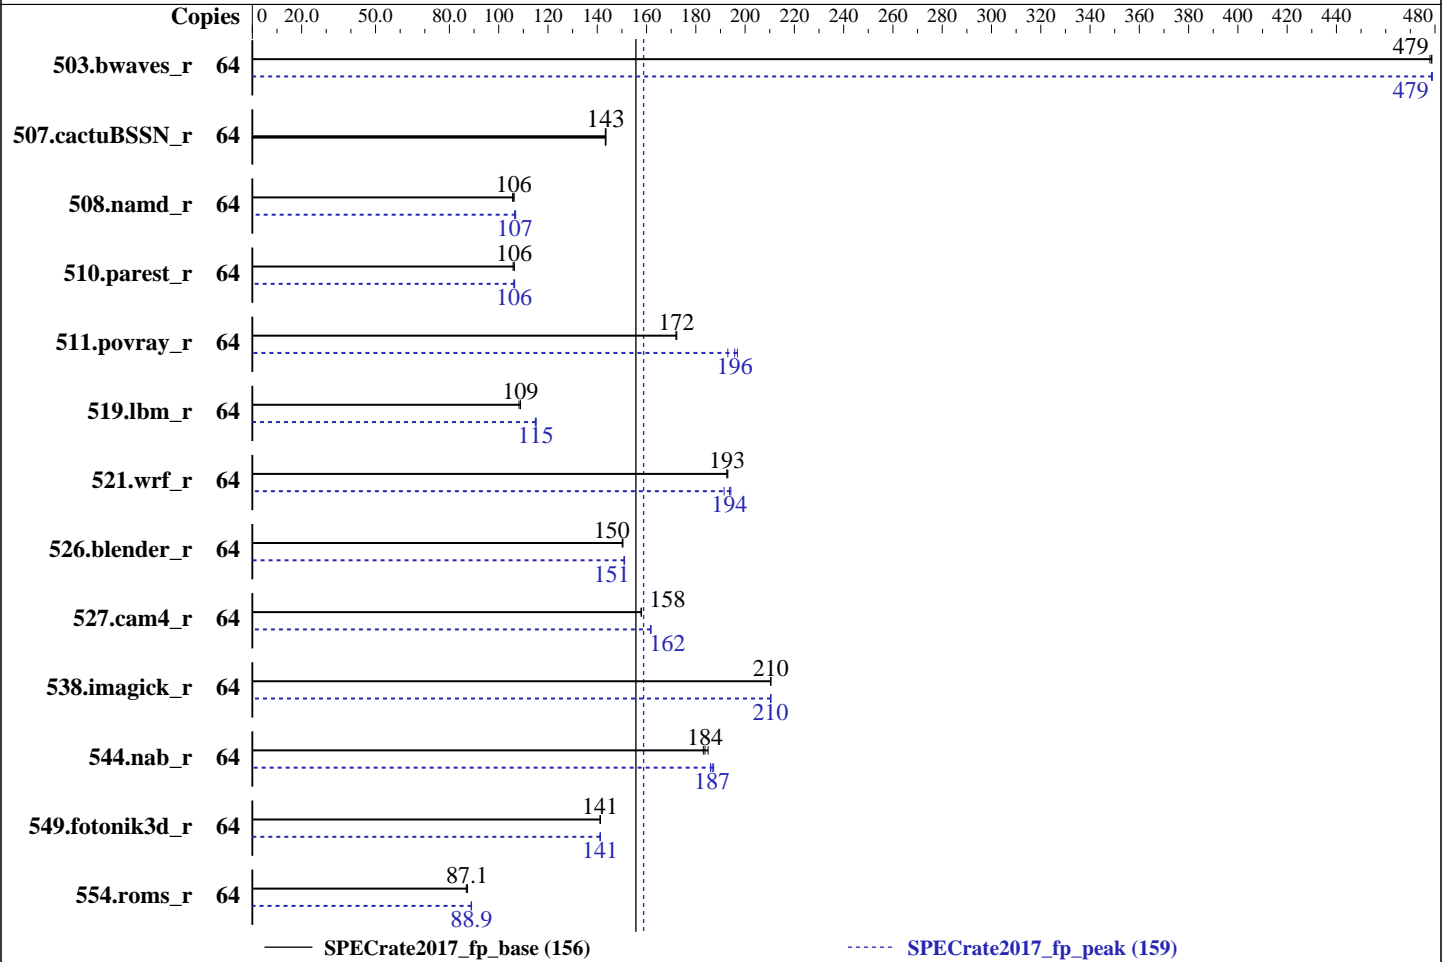 Copies 0 20.0 50.0 80.0 100 120 140 160 180 200 220 240 260 280 300 320 340 360 380 400 420 440 480
503.bwaves_r 64 479
479
507.cactuBSSN_r 64 143
508.namd_r 64 106
107
510.parest_r 64 106
106
511.povray_r 64 172
196
519.lbm_r 64 109
115
521.wrf_r 64 193
194
526.blender_r 64 150
151
527.cam4_r 64 158
162
538.imagick_r 64 210
210
544.nab_r 64 184
187
549.fotonik3d_r 64 141
141
554.roms_r 64 87.1
88.9
SPECrate2017_fp_base (156) SPECrate2017_fp_peak (159)